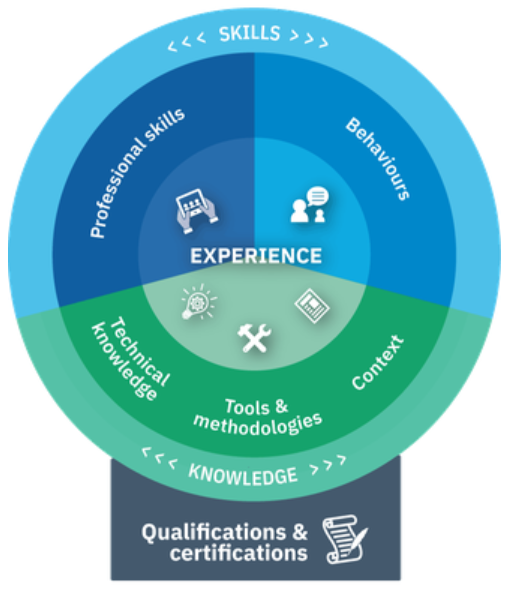 <<< SKILLS >>>
Professional skills
Behaviours
EXPERIENCE
Technical
knowledge
Tools &
methodologies
Context
<<< KNOWLEDGE >>>
Qualifications &
certifications